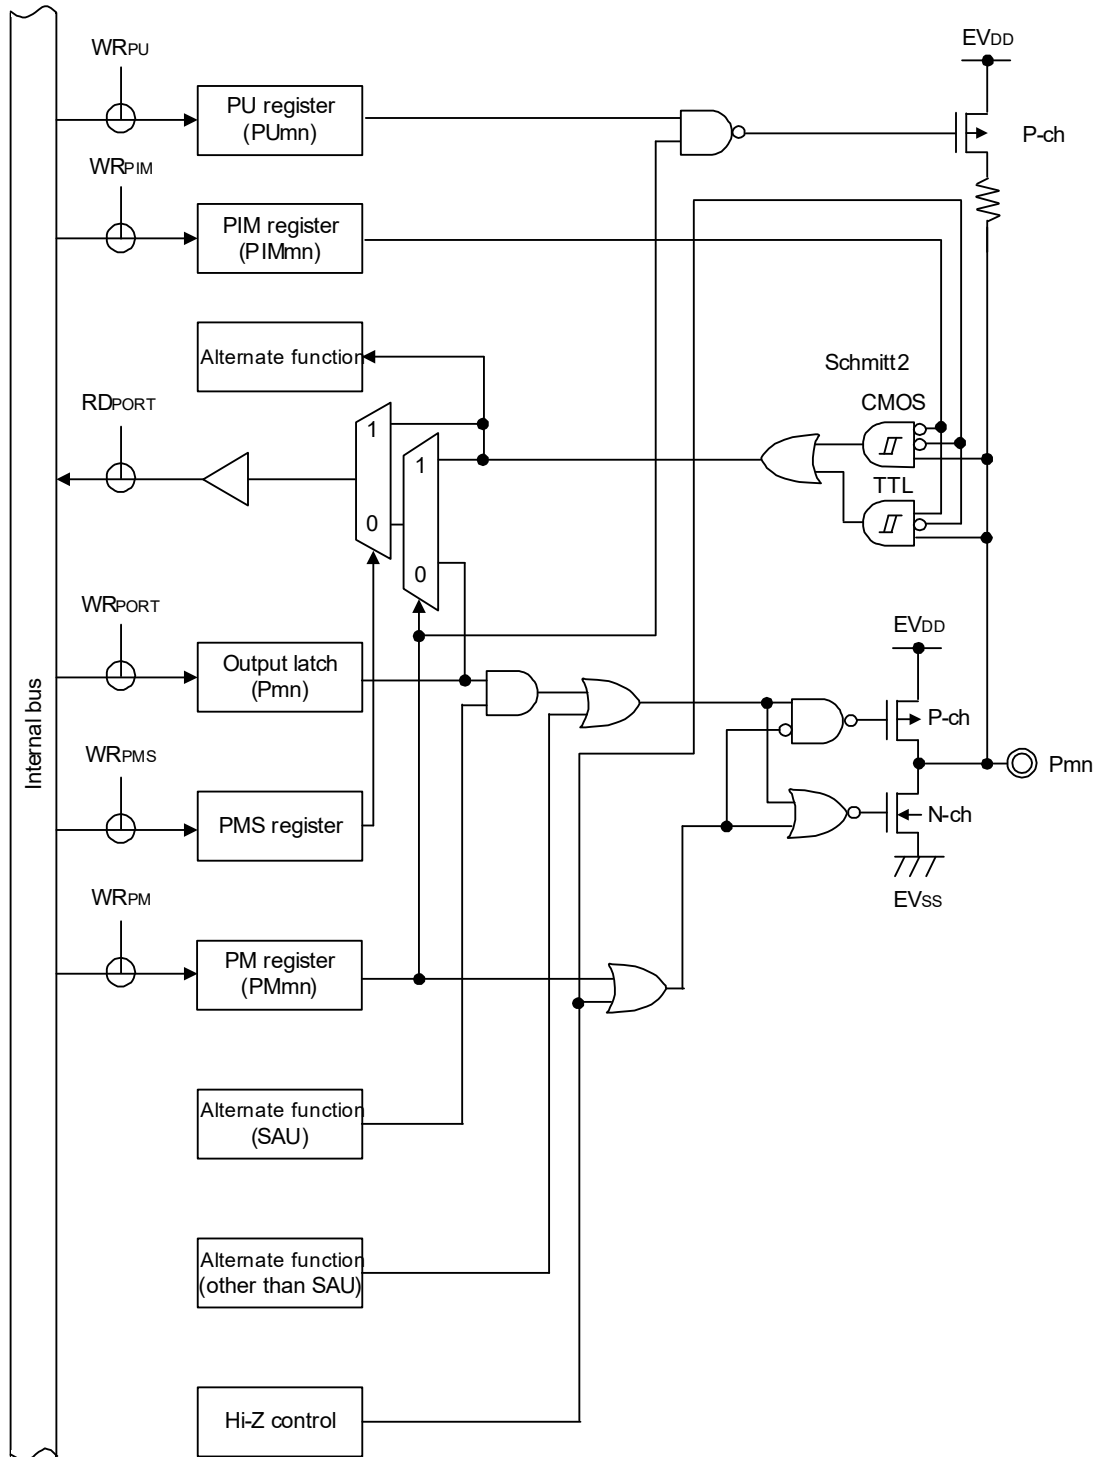 WRPU
EVDD
PU register
(PUmn)
P-ch
WRPIM
PIM register
(PIMmn)
Alternate function
Schmitt2
CMOS
RDPORT
1
1
TTL
0
0
WRPORT
EVDD
Output latch
(Pmn)
P-ch
Internal bus
WRPMS
Pmn
PMS register
N-ch
WRPM
EVSS
PM register
(PMmn)
Alternate function
(SAU)
Alternate function
(other than SAU)
Hi-Z control